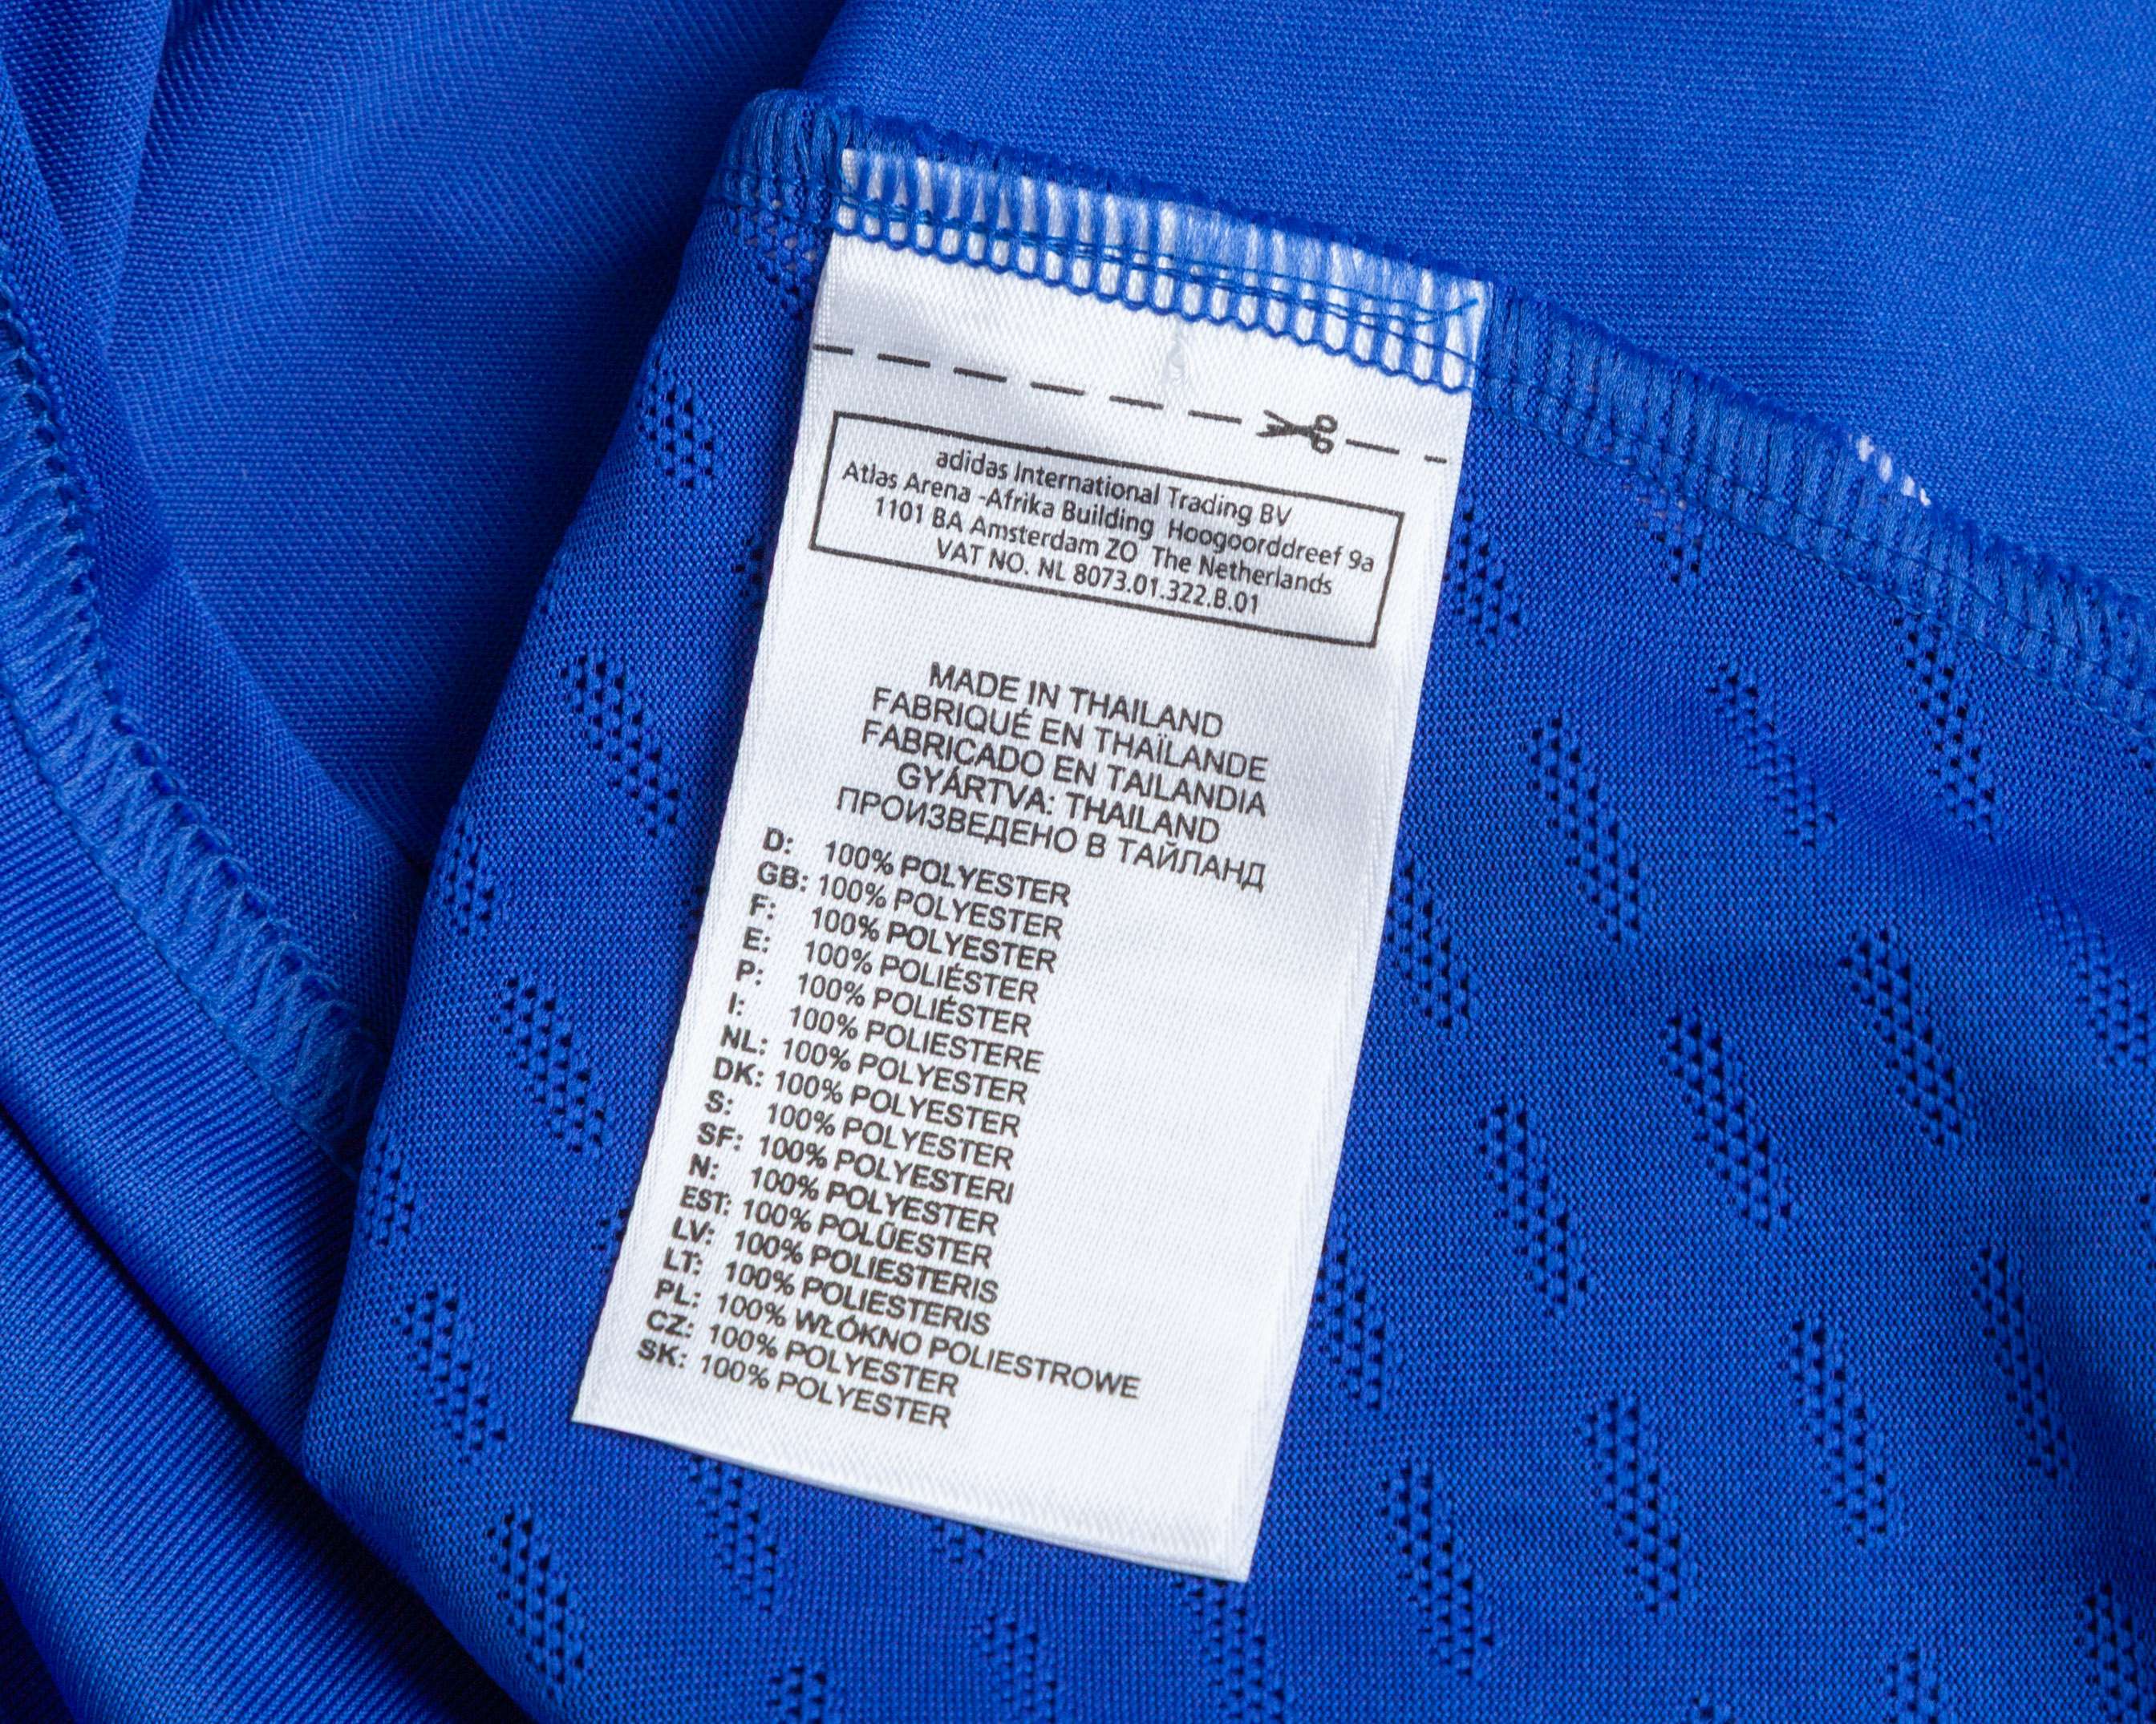 adidas International Trading BV
Atlas Arena -Afrika Building Hoogoorddreef 9a
1101 BA Amsterdam ZO The Netherlands
VAT NO. NL 8073.01.322.B.01
MADE IN THAILAND
FABRIQUÉ EN THAÏLANDE
FABRICADO EN TAILANDIA
GYÁRTVA: THAILAND
ПРОИЗВЕДЕНО В ТАЙЛАНД
D: 100% POLYESTER
GB: 100% POLYESTER
F: 100% POLYESTER
E: 100% POLIÉSTER
P: 100% POLIÉSTER
I: 100% POLIESTERE
NL: 100% POLYESTER
DK: 100% POLYESTER
S: 100% POLYESTER
SF: 100% POLYESTERI
N: 100% POLYESTER
EST: 100% POLÜESTER
LV: 100% POLIESTERIS
LT: 100% POLIESTERIS
PL: 100% WŁÓKNO POLIESTROWE
CZ: 100% POLYESTER
SK: 100% POLYESTER